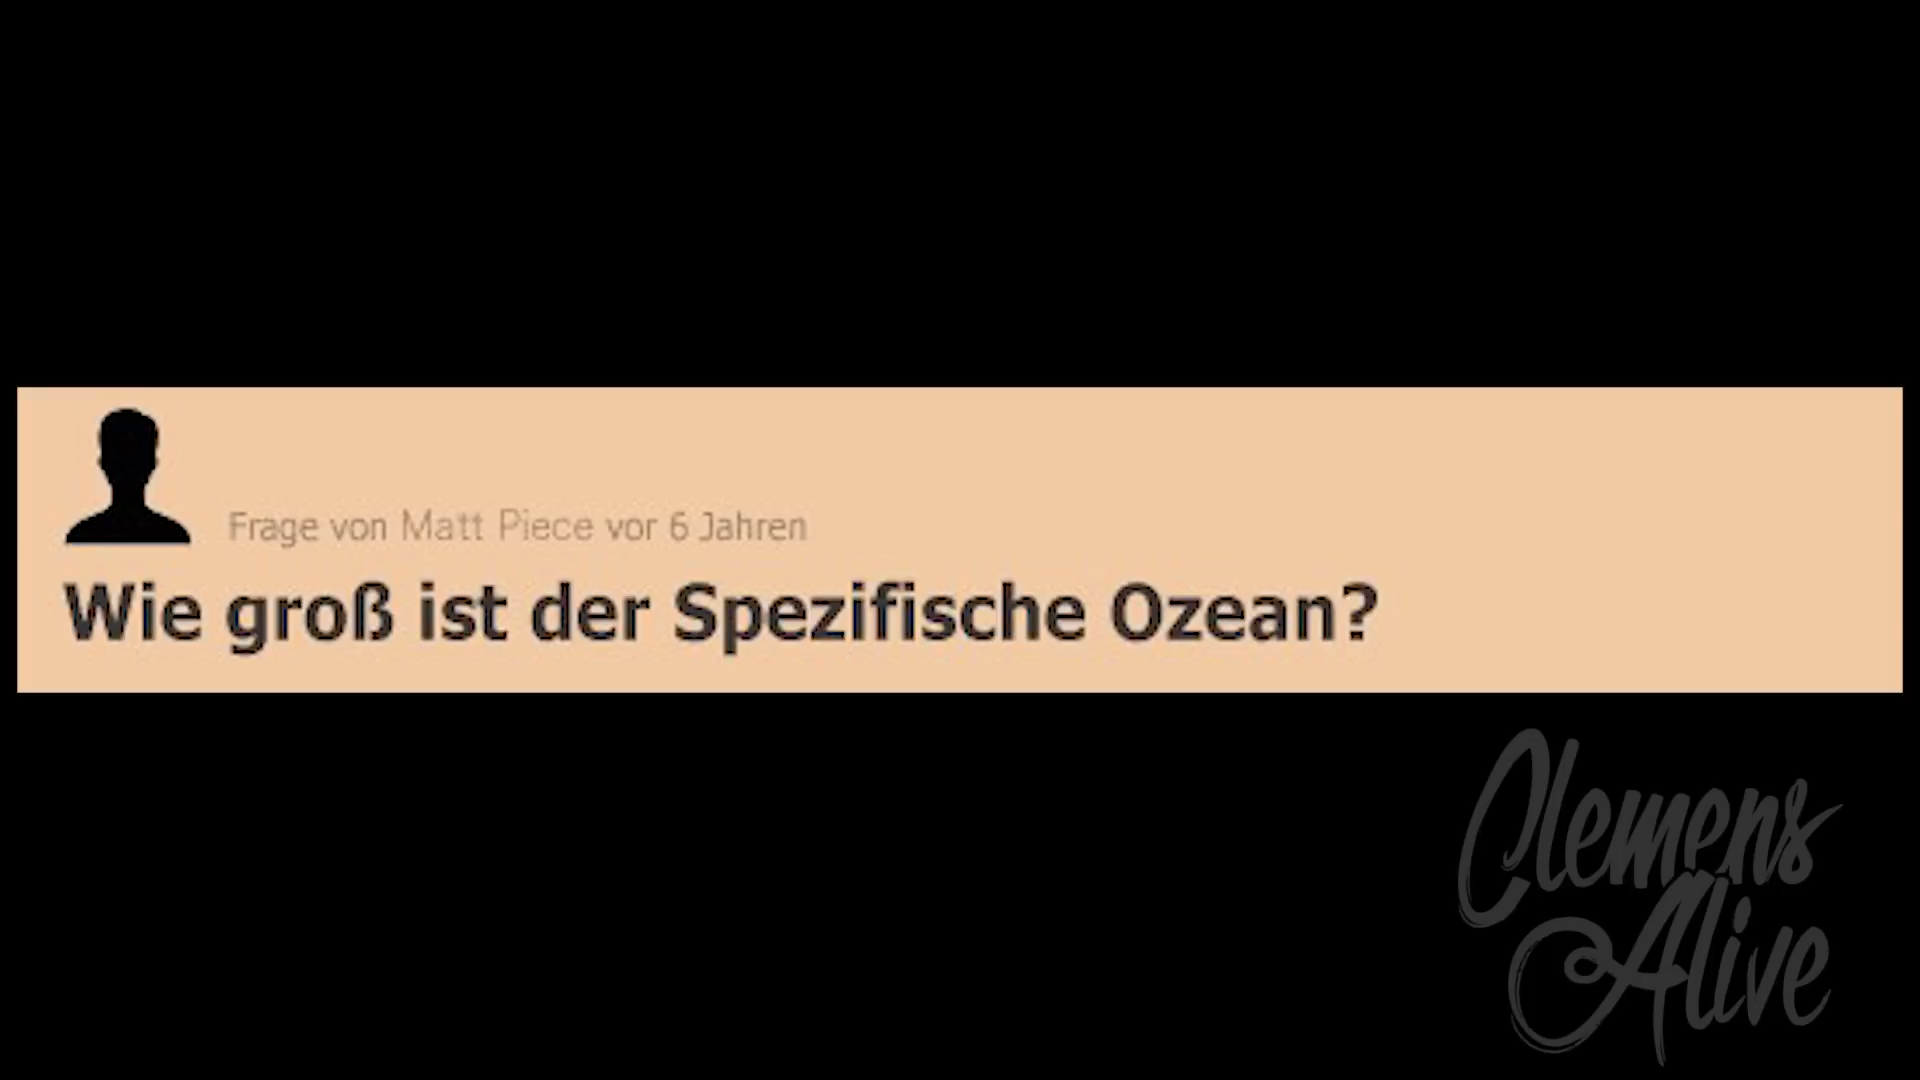 Frage von Matt Piece vor 6 Jahren
Wie groß ist der Spezifische Ozean?
Clemens
Alive